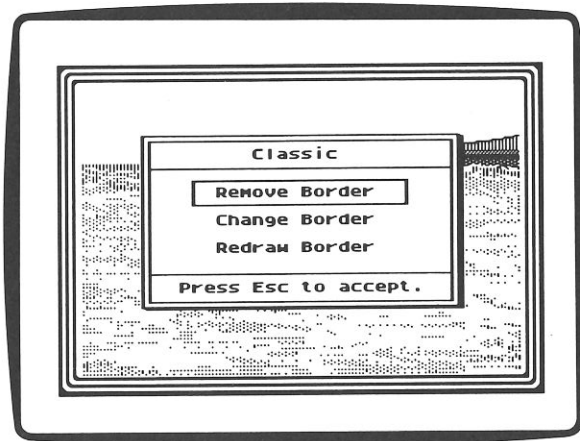 Classic
Remove Border
Change Border
Redraw Border
Press Esc to accept.